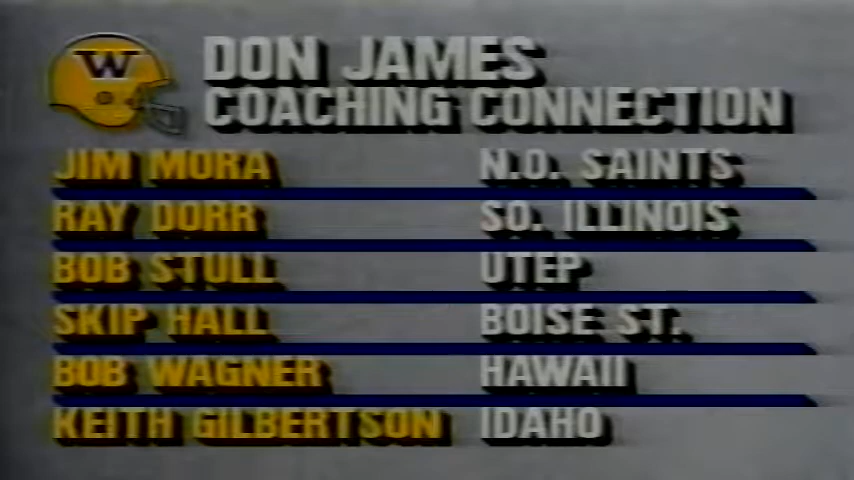 W
DON JAMES
COACHING CONNECTION
JIM MORA N.O. SAINTS
RAY DORR SO. ILLINOIS
BOB STULL UTEP
SKIP HALL BOISE ST.
BOB WAGNER HAWAII
KEITH GILBERTSON IDAHO